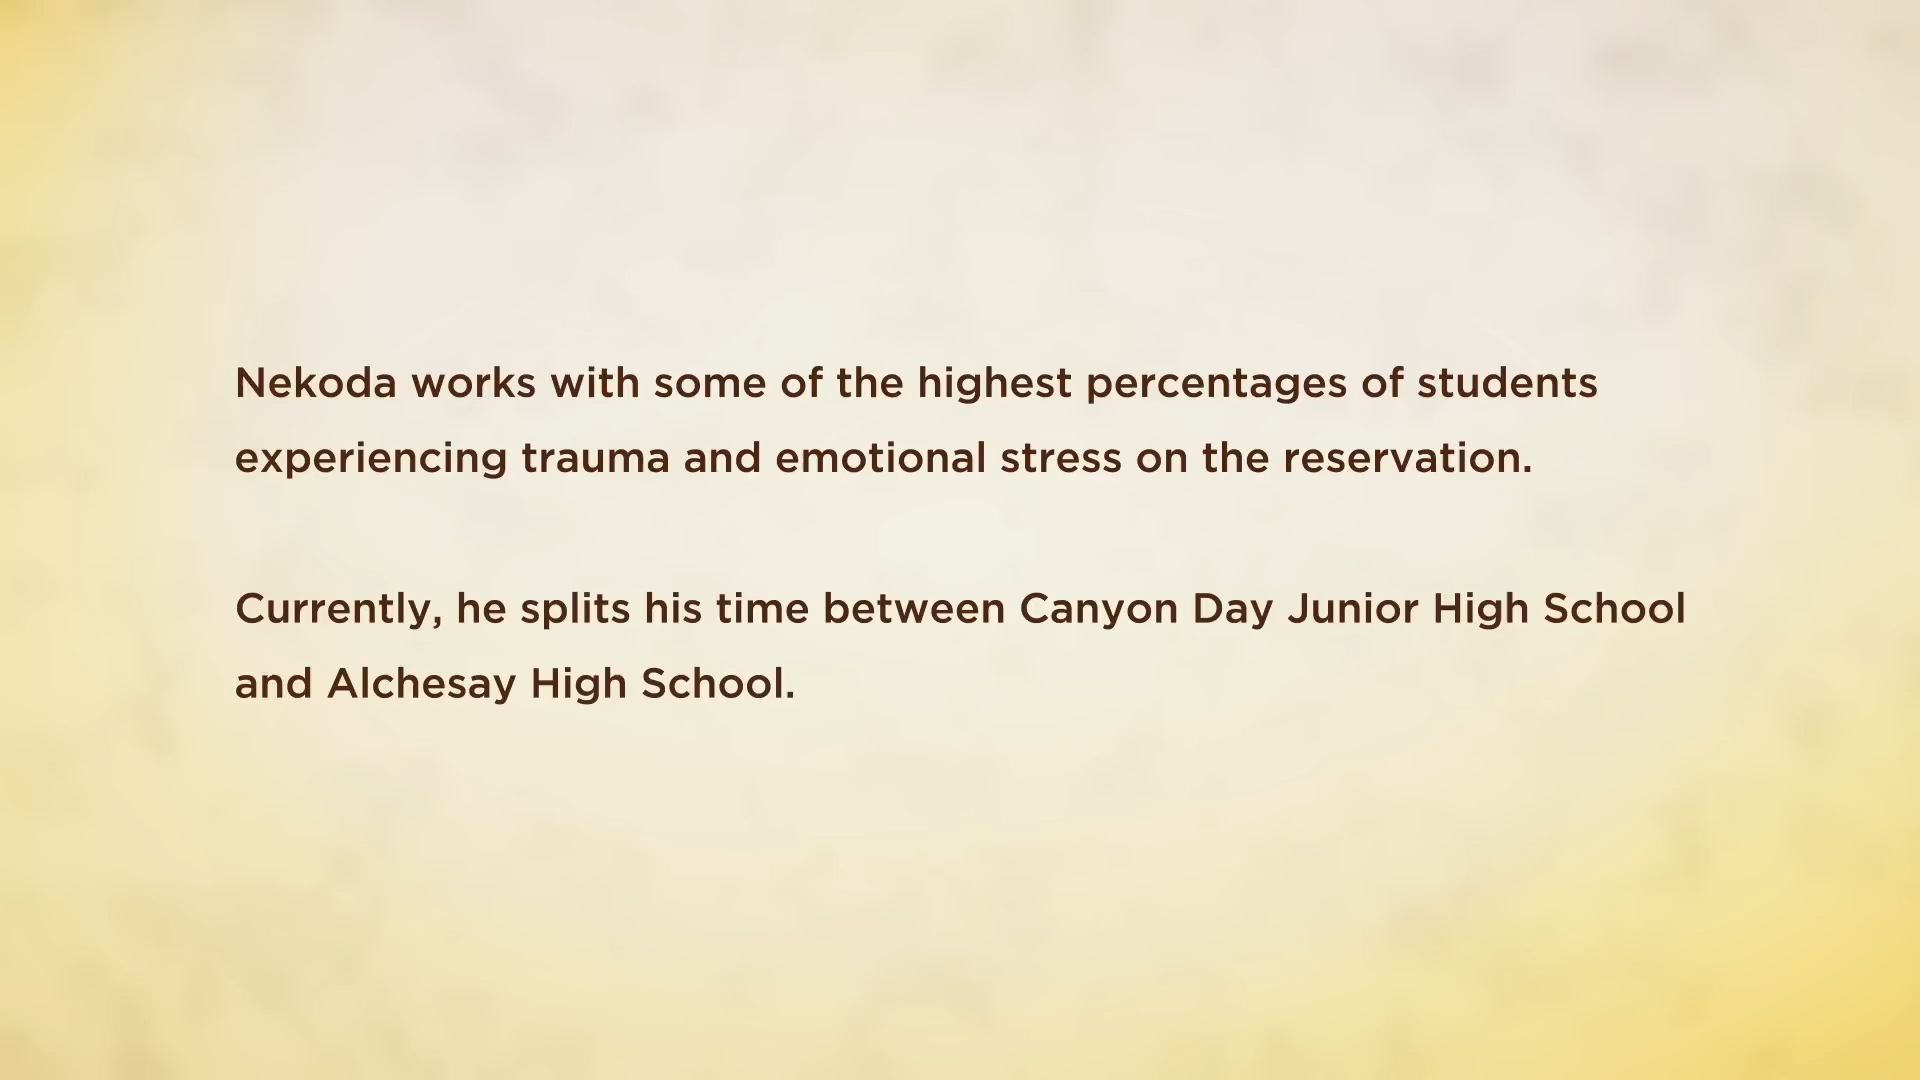 Nekoda works with some of the highest percentages of students
experiencing trauma and emotional stress on the reservation.
Currently, he splits his time between Canyon Day Junior High School
and Alchesay High School.